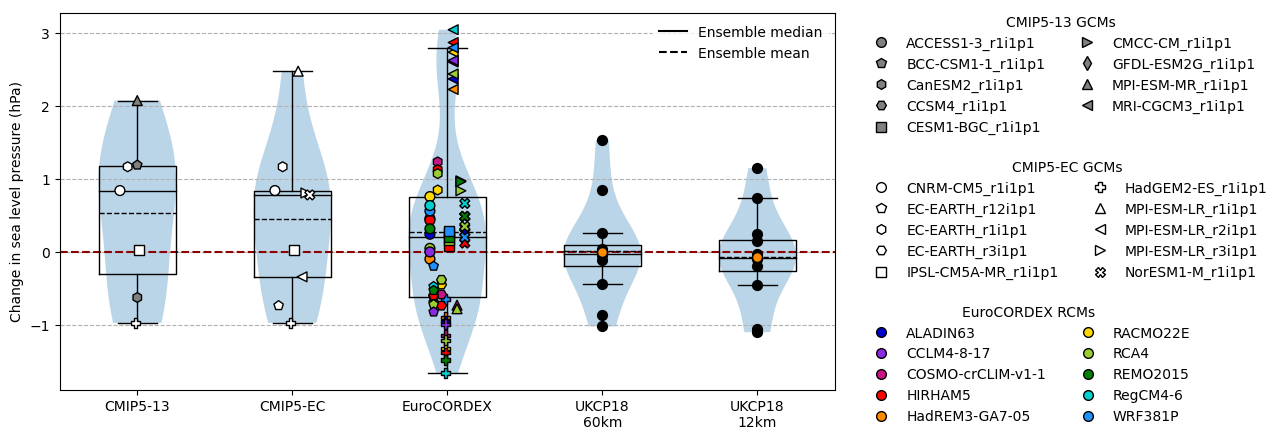 Change in sea level pressure (hPa)
3
2
1
0
−1
Ensemble median
Ensemble mean
CMIP5-13
CMIP5-EC
EuroCORDEX
UKCP18
60km
UKCP18
12km
CMIP5-13 GCMs
ACCESS1-3_r1i1p1
BCC-CSM1-1_r1i1p1
CanESM2_r1i1p1
CCSM4_r1i1p1
CESM1-BGC_r1i1p1
CMCC-CM_r1i1p1
GFDL-ESM2G_r1i1p1
MPI-ESM-MR_r1i1p1
MRI-CGCM3_r1i1p1
CMIP5-EC GCMs
CNRM-CM5_r1i1p1
EC-EARTH_r12i1p1
EC-EARTH_r1i1p1
EC-EARTH_r3i1p1
IPSL-CM5A-MR_r1i1p1
HadGEM2-ES_r1i1p1
MPI-ESM-LR_r1i1p1
MPI-ESM-LR_r2i1p1
MPI-ESM-LR_r3i1p1
NorESM1-M_r1i1p1
EuroCORDEX RCMs
ALADIN63
CCLM4-8-17
COSMO-crCLIM-v1-1
HIRHAM5
HadREM3-GA7-05
RACMO22E
RCA4
REMO2015
RegCM4-6
WRF381P